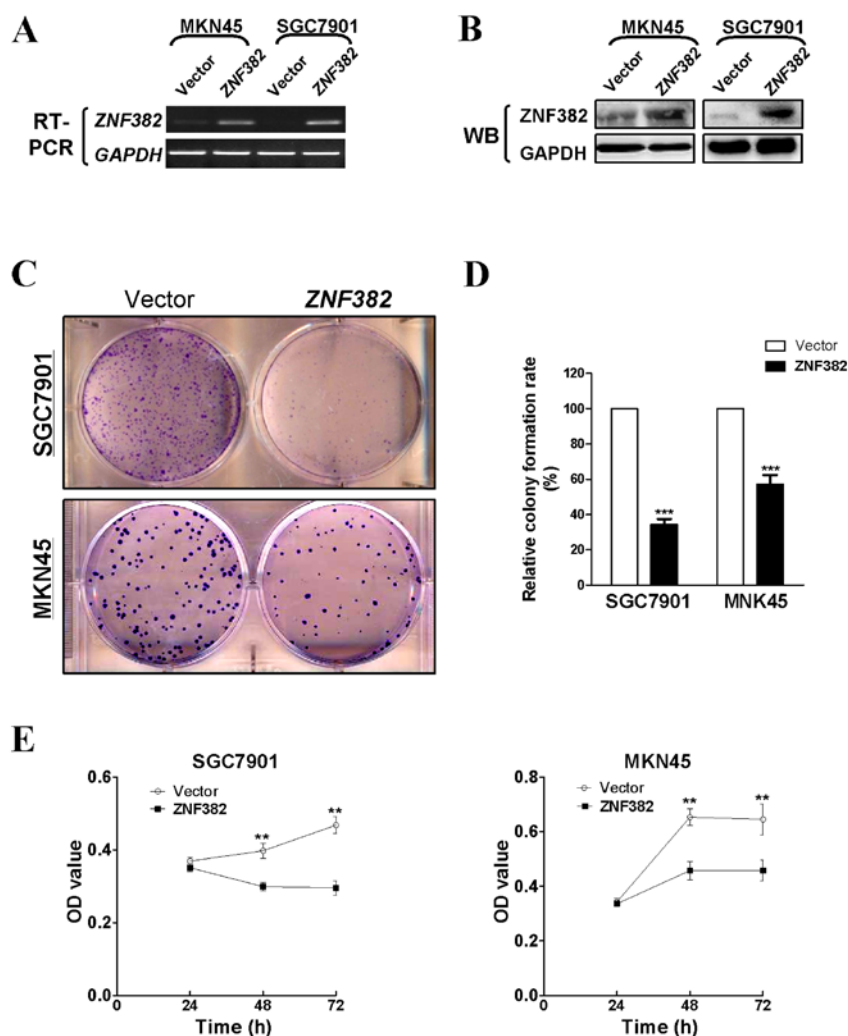 A
MKN45 SGC7901
Vector ZNF382 Vector ZNF382
RT-PCR
ZNF382
GAPDH
B
MKN45 SGC7901
Vector ZNF382 Vector ZNF382
WB
ZNF382
GAPDH
C
Vector ZNF382
SGC7901
MKN45
D
Vector
ZNF382
Relative colony formation rate
(%)
120
100
80
60
40
20
0
*** ***
SGC7901 MNK45
E
SGC7901
Vector
ZNF382
OD value
0.6
0.4
0.2
0.0
** **
0 24 48 72
Time (h)
MKN45
Vector
ZNF382
OD value
0.8
0.6
0.4
0.2
0.0
** **
0 24 48 72
Time (h)